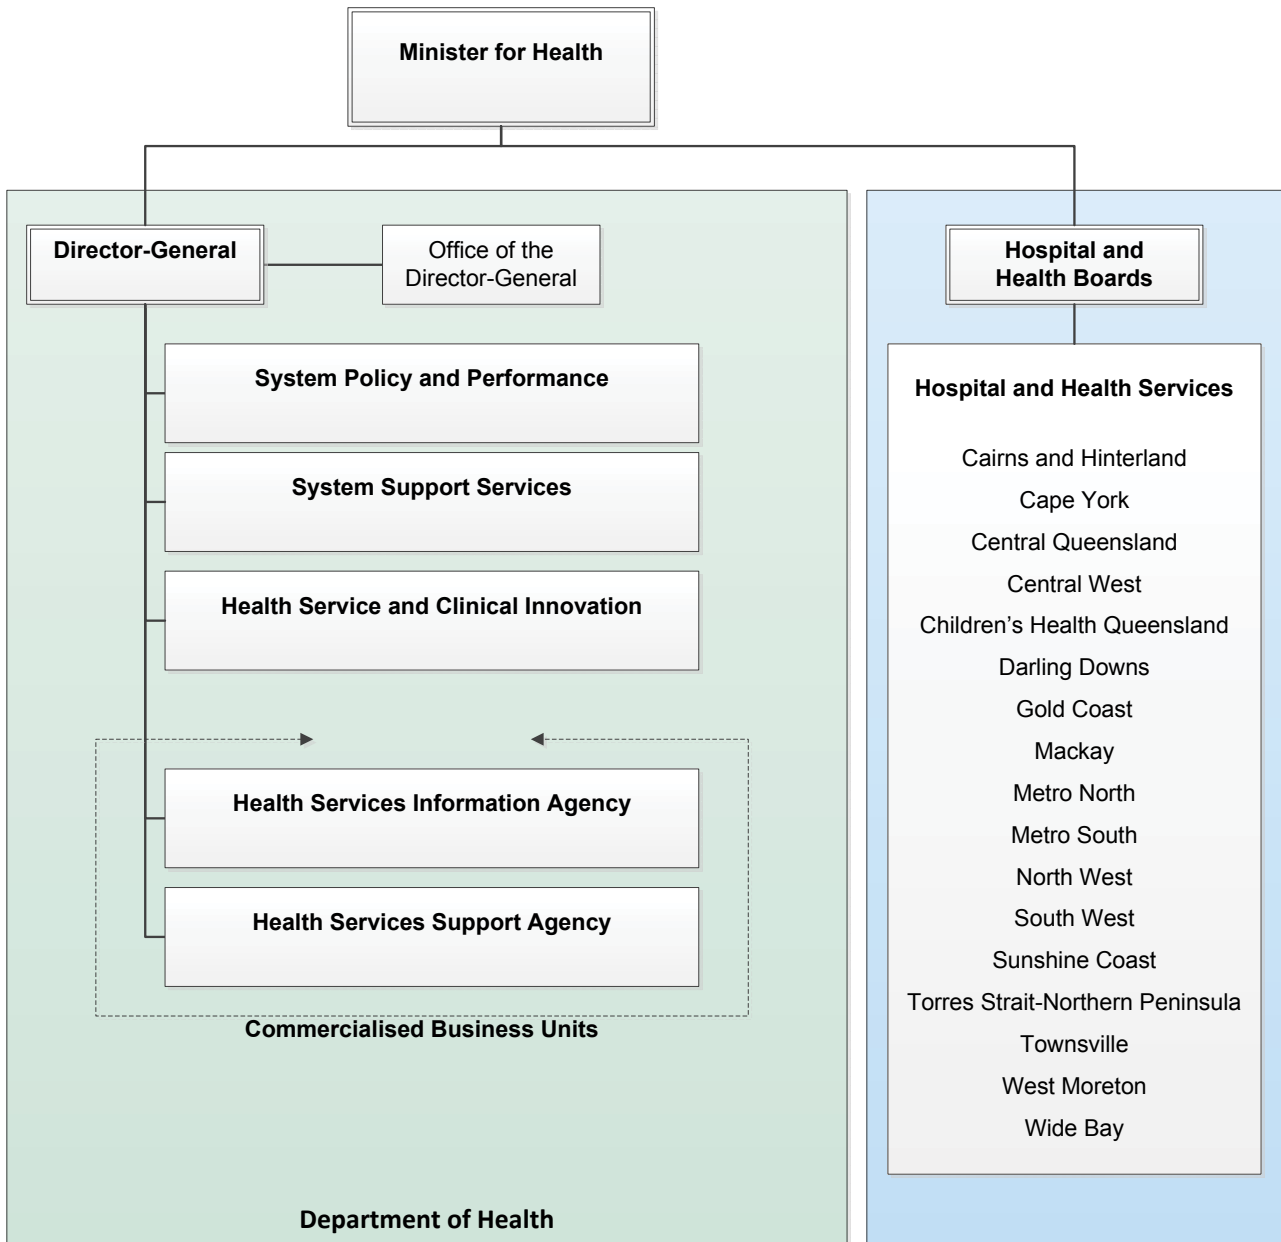 Minister for Health
Director-General
Office of the
Director-General
System Policy and Performance
System Support Services
Health Service and Clinical Innovation
Health Services Information Agency
Health Services Support Agency
Commercialised Business Units
Department of Health
Hospital and
Health Boards
Hospital and Health Services
Cairns and Hinterland
Cape York
Central Queensland
Central West
Children’s Health Queensland
Darling Downs
Gold Coast
Mackay
Metro North
Metro South
North West
South West
Sunshine Coast
Torres Strait-Northern Peninsula
Townsville
West Moreton
Wide Bay